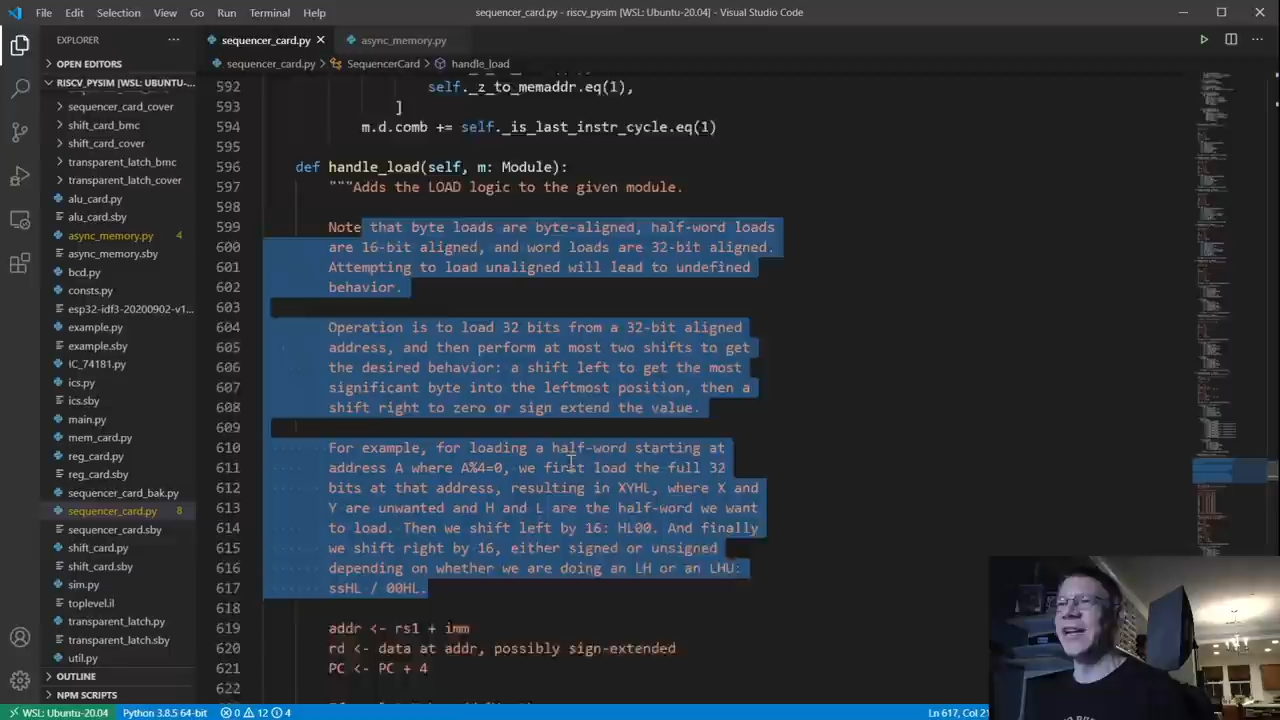 File Edit Selection View Go Run Terminal Help
sequencer_card.py - riscv_pysim [WSL: Ubuntu-20.04] - Visual Studio Code
EXPLORER
OPEN EDITORS
RISCV_PYSIM [WSL: UBUNTU-...
sequencer_card_cover
shift_card_bmc
shift_card_cover
transparent_latch_bmc
transparent_latch_cover
alu_card.py
alu_card.sby
async_memory.py 4
async_memory.sby
bcd.py
consts.py
esp32-idf3-20200902-v1...
example.py
example.sby
IC_74181.py
ics.py
ics.sby
main.py
mem_card.py
reg_card.py
reg_card.sby
sequencer_card_bak.py
sequencer_card.py 8
sequencer_card.sby
shift_card.py
shift_card.sby
sim.py
toplevel.il
transparent_latch.py
transparent_latch.sby
util.py
OUTLINE
NPM SCRIPTS
sequencer_card.py async_memory.py
sequencer_card.py > SequencerCard > handle_load
592 self._z_to_memaddr.eq(1),
593 ]
594 m.d.comb += self._is_last_instr_cycle.eq(1)
595
596 def handle_load(self, m: Module):
597 """Adds the LOAD logic to the given module.
598
599 Note that byte loads are byte-aligned, half-word loads
600 are 16-bit aligned, and word loads are 32-bit aligned.
601 Attempting to load unsigned will lead to undefined
602 behavior.
603
604 Operation is to load 32 bits from a 32-bit aligned
605 address, and then perform at most two shifts to get
606 the desired behavior: a shift left to get the most
607 significant byte into the leftmost position, then a
608 shift right to zero or sign extend the value.
609
610 For example, for loading a half-word starting at
611 address A where A%4=0, we first load the full 32
612 bits at that address, resulting in XYHL, where X and
613 Y are unwanted and H and L are the half-word we want
614 to load. Then we shift left by 16: HL00. And finally
615 we shift right by 16, either signed or unsigned
616 depending on whether we are doing an LH or an LHU:
617 ssHL / 00HL.
618
619 addr <- rs1 + imm
620 rd <- data at addr, possibly sign-extended
621 PC <- PC + 4
622
WSL: Ubuntu-20.04 Python 3.8.5 64-bit 0 12 4 Ln 617, Col 2